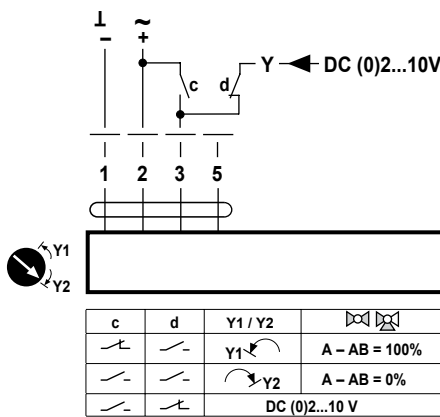 ⊥ ~
– +
c d Y DC (0)2...10V
1 2 3 5
Y1
Y2
c d Y1 / Y2
Y1 A – AB = 100%
Y2 A – AB = 0%
DC (0)2...10 V